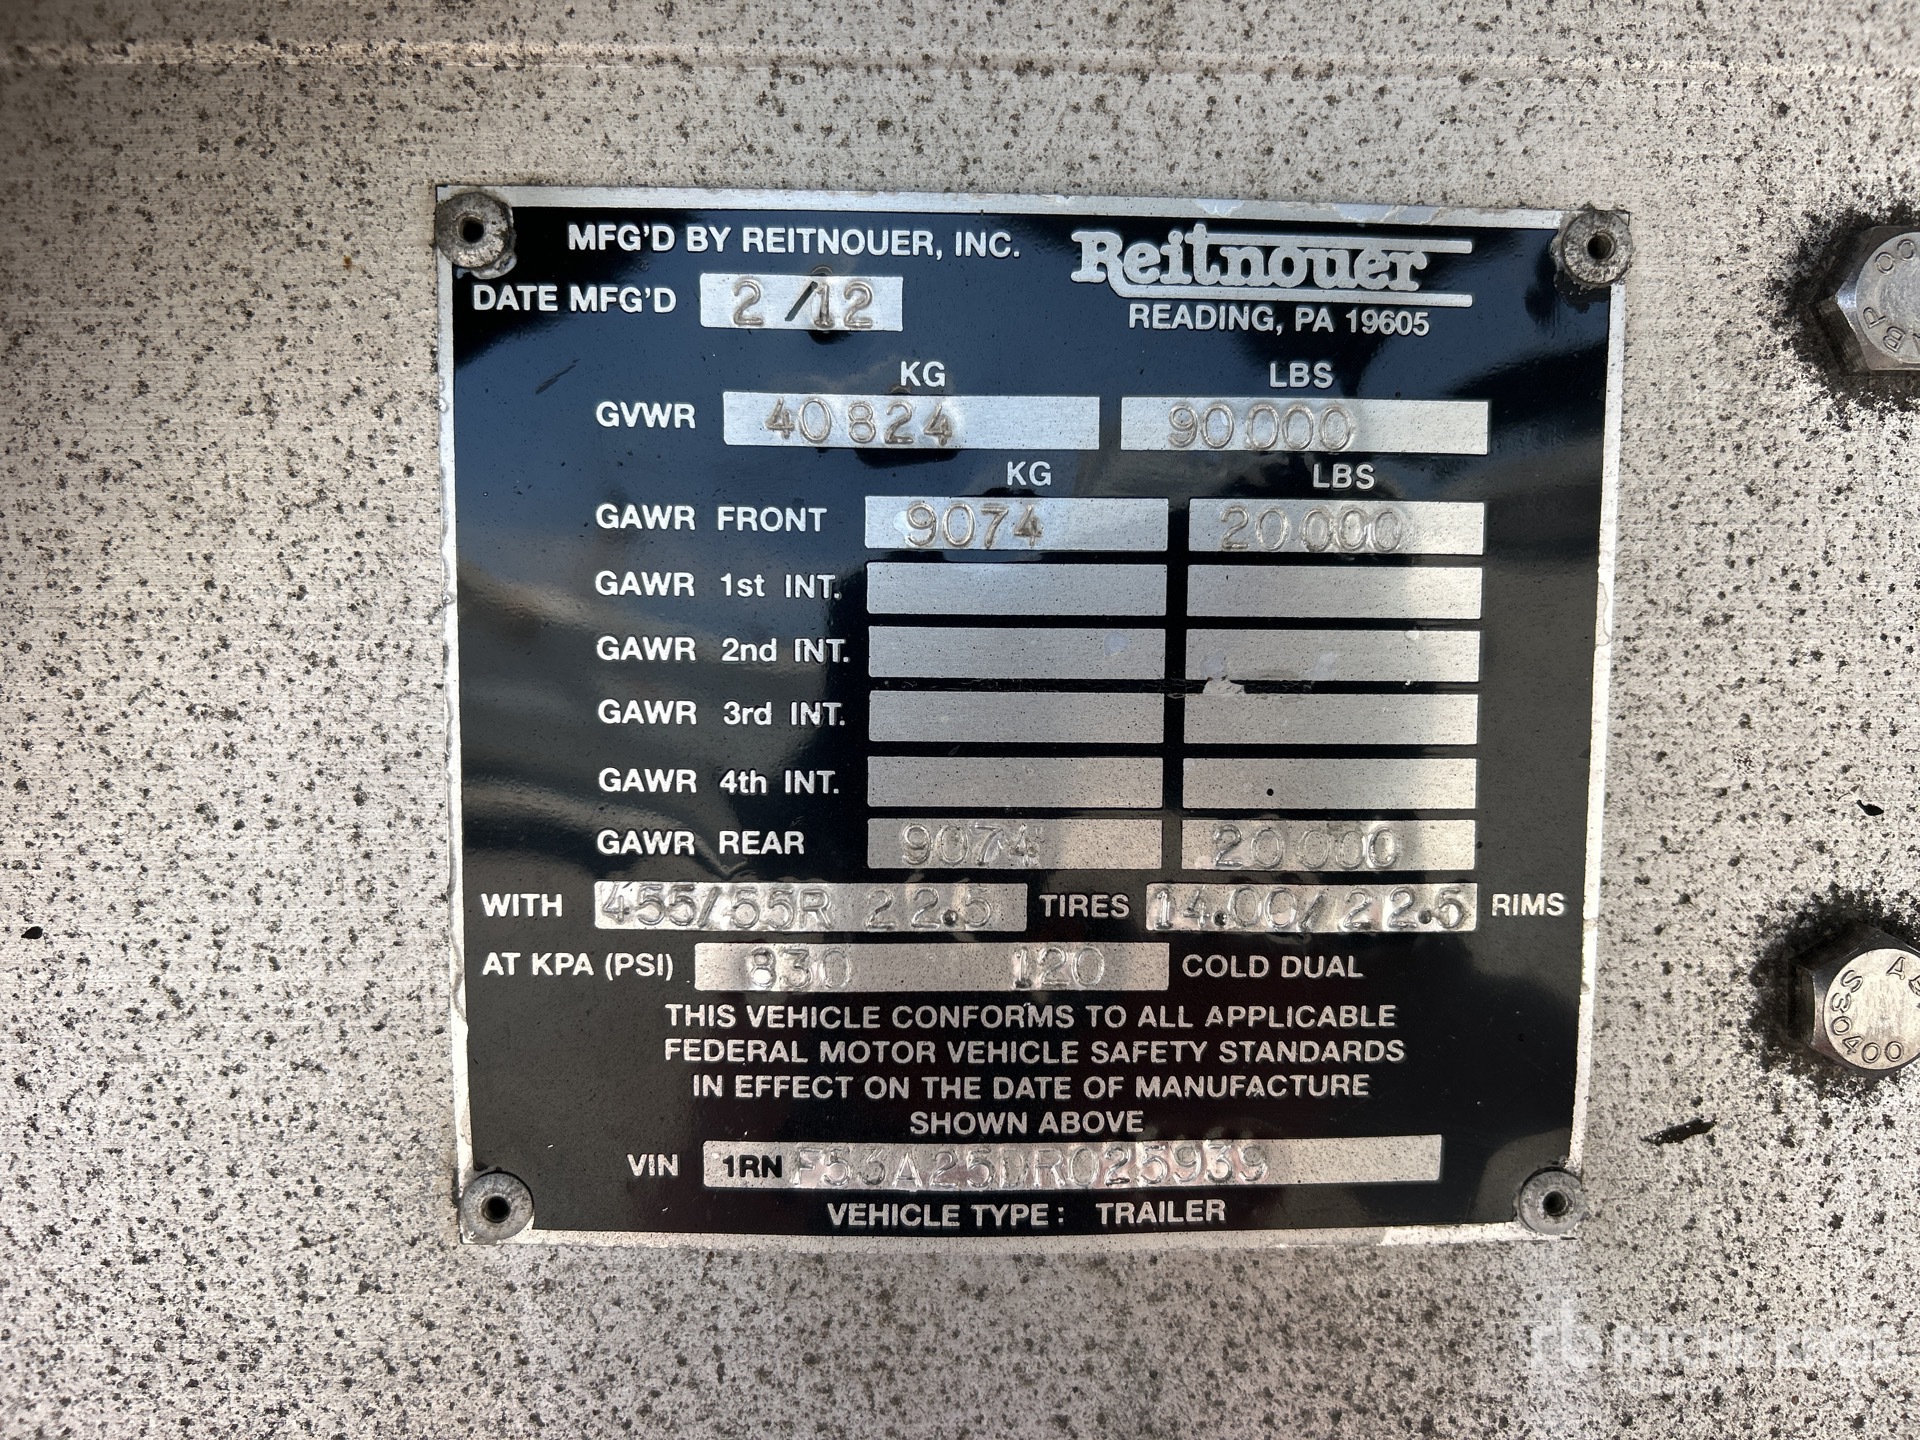 MFG'D BY REITNOUER, INC.
Reitnouer
DATE MFG'D 2/12
READING, PA 19605
KG LBS
GVWR 40824 90000
KG LBS
GAWR FRONT 9074 20000
GAWR 1st INT.
GAWR 2nd INT.
GAWR 3rd INT.
GAWR 4th INT.
GAWR REAR 9074 20000
WITH 455/55R 22.5 TIRES 14.00/22.5 RIMS
AT KPA (PSI) 830 120 COLD DUAL
THIS VEHICLE CONFORMS TO ALL APPLICABLE
FEDERAL MOTOR VEHICLE SAFETY STANDARDS
IN EFFECT ON THE DATE OF MANUFACTURE
SHOWN ABOVE
VIN 1RNF53A25DR025939
VEHICLE TYPE: TRAILER
S30400
RITCHIE BROS